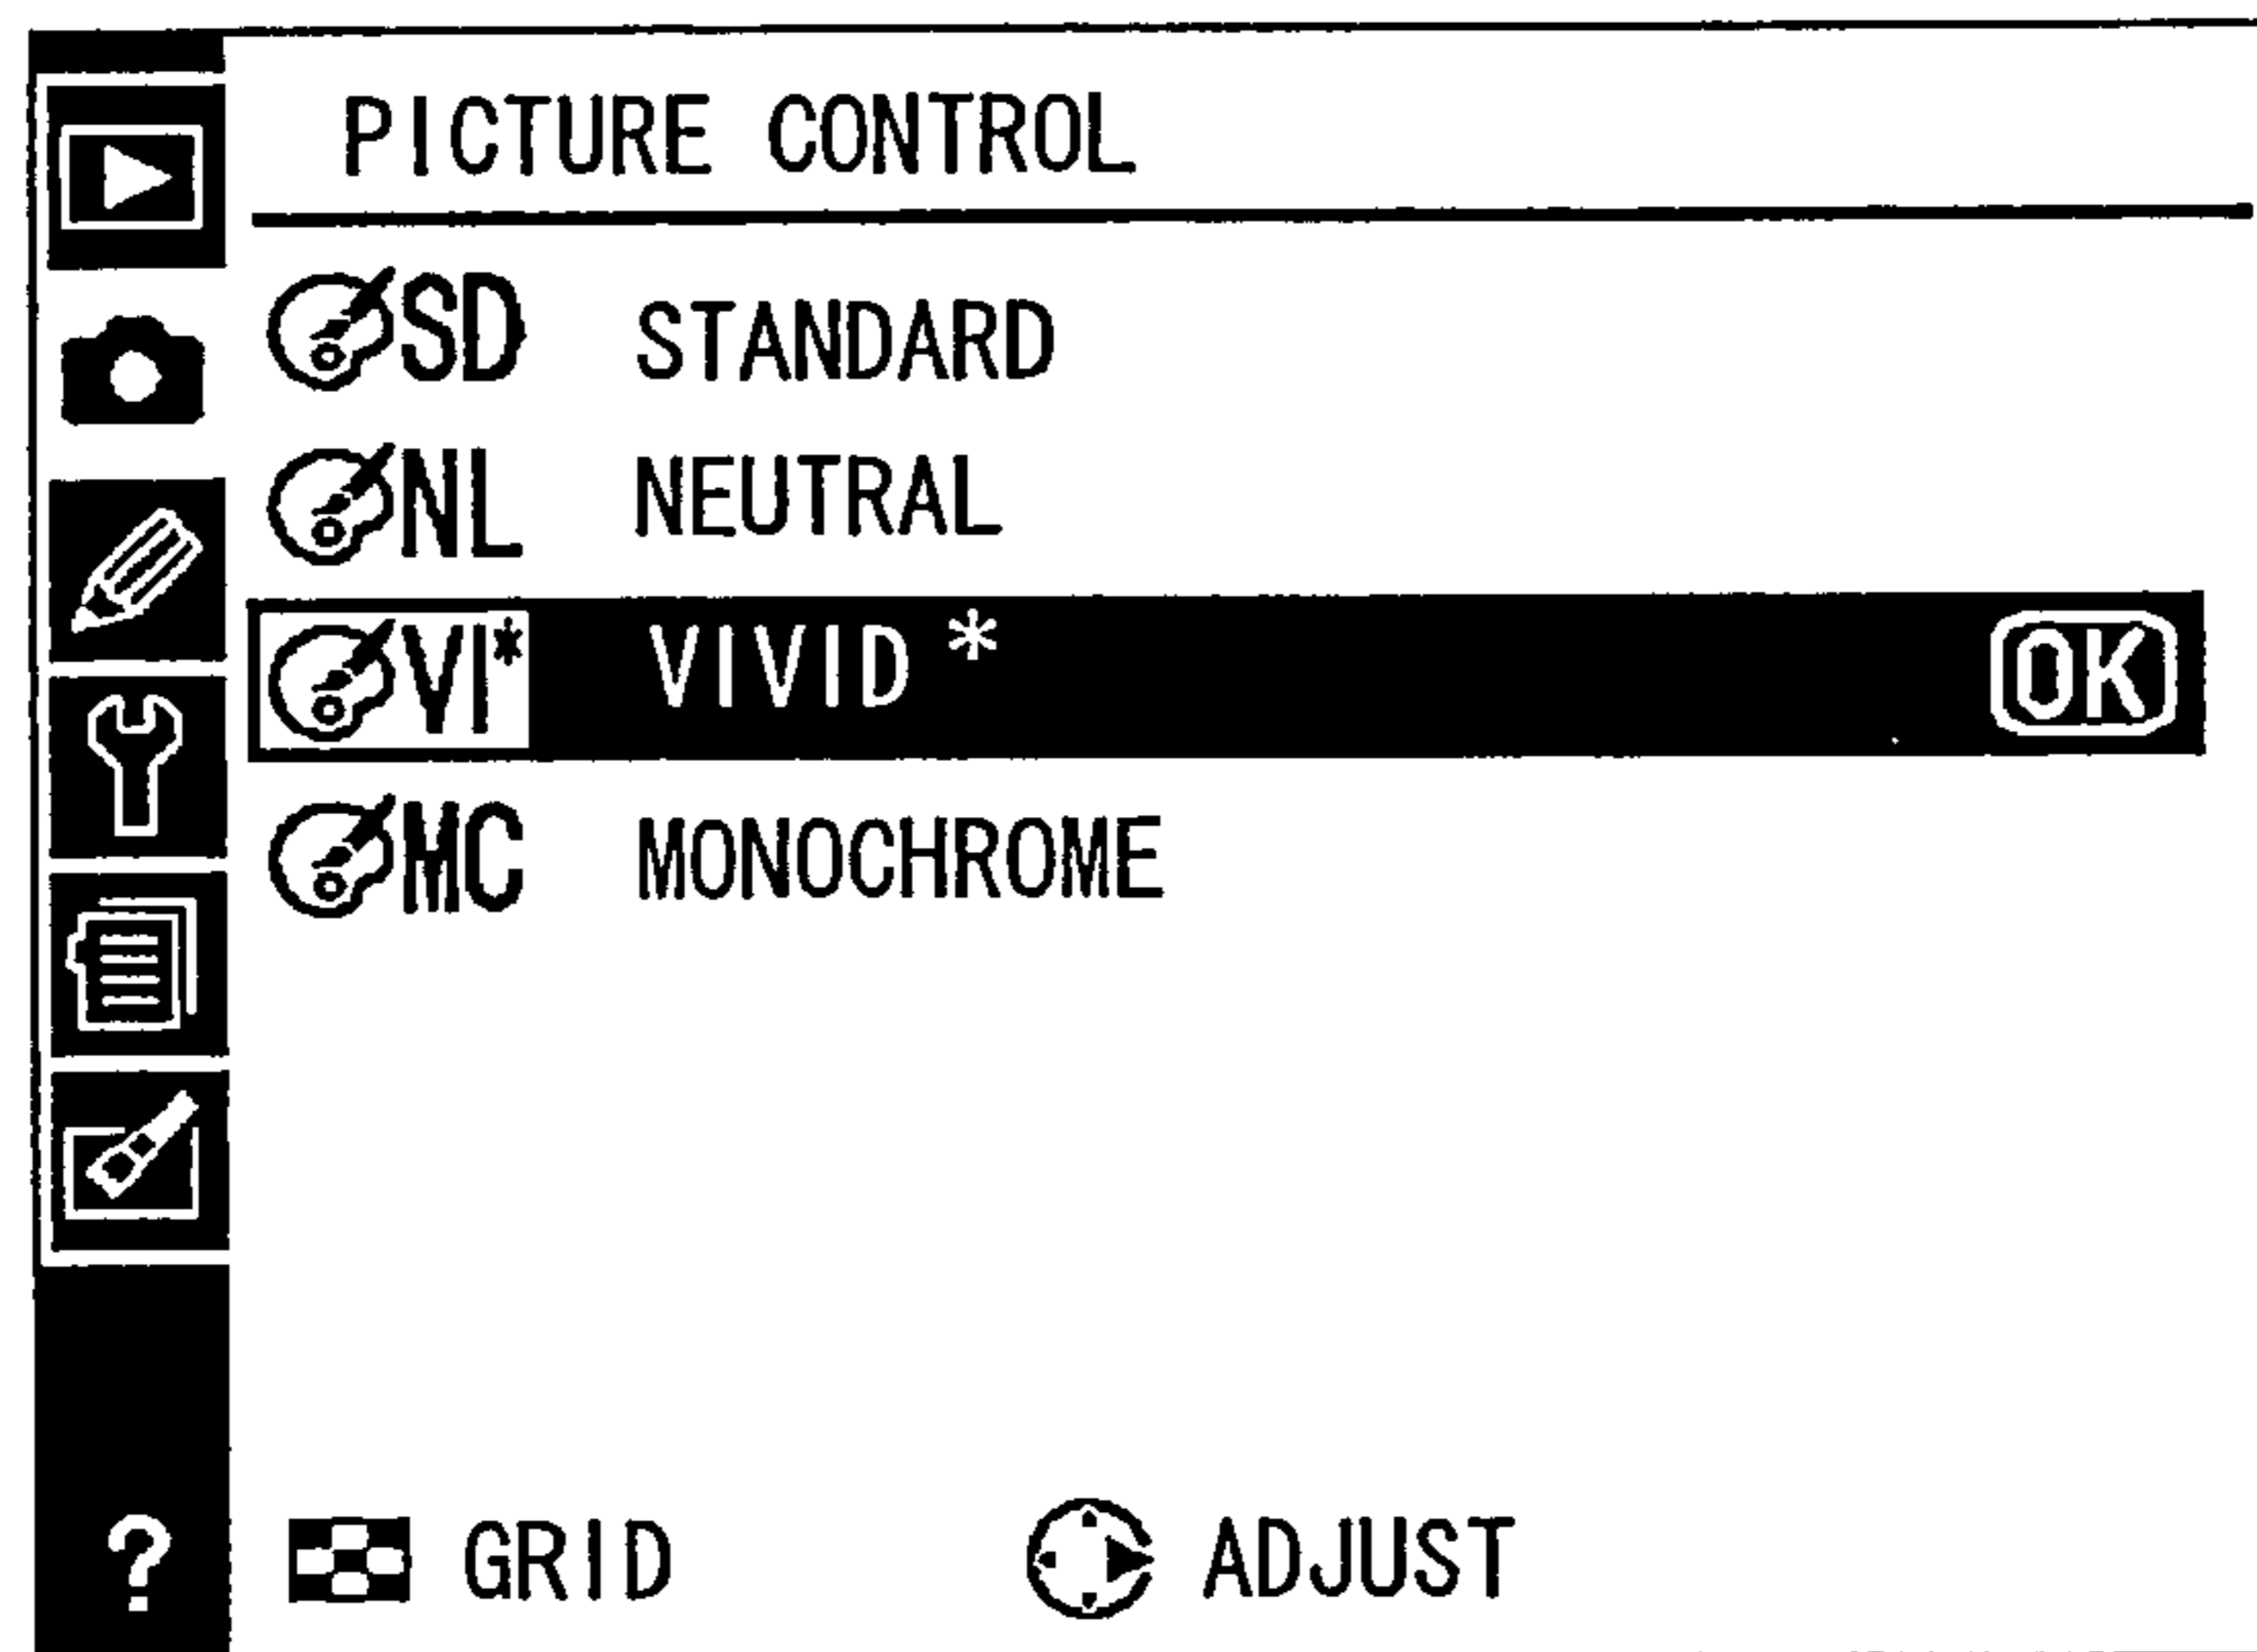 PICTURE CONTROL
SD STANDARD
NL NEUTRAL
VI* VIVID * OK
MC MONOCHROME
? GRID ADJUST